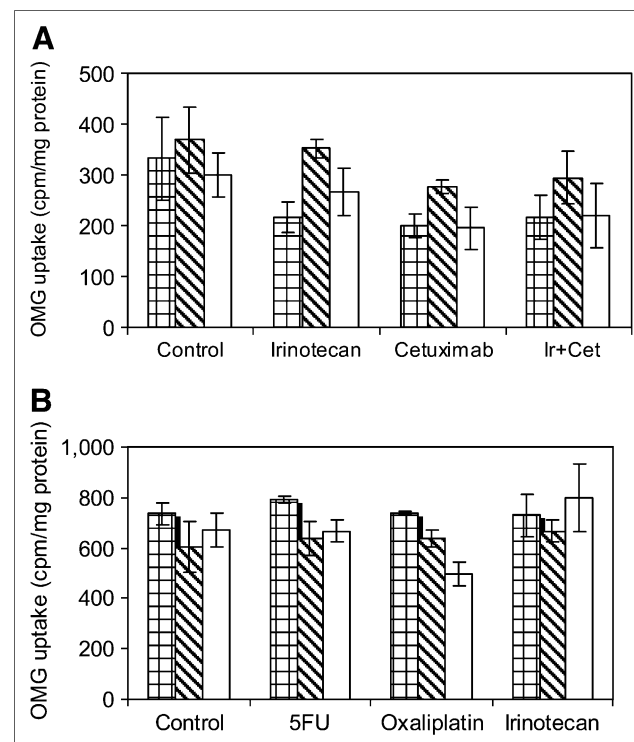 A
OMG uptake (cpm/mg protein)
500
400
300
200
100
0
Control Irinotecan Cetuximab Ir+Cet
B
OMG uptake (cpm/mg protein)
1,000
800
600
400
200
0
Control 5FU Oxaliplatin Irinotecan